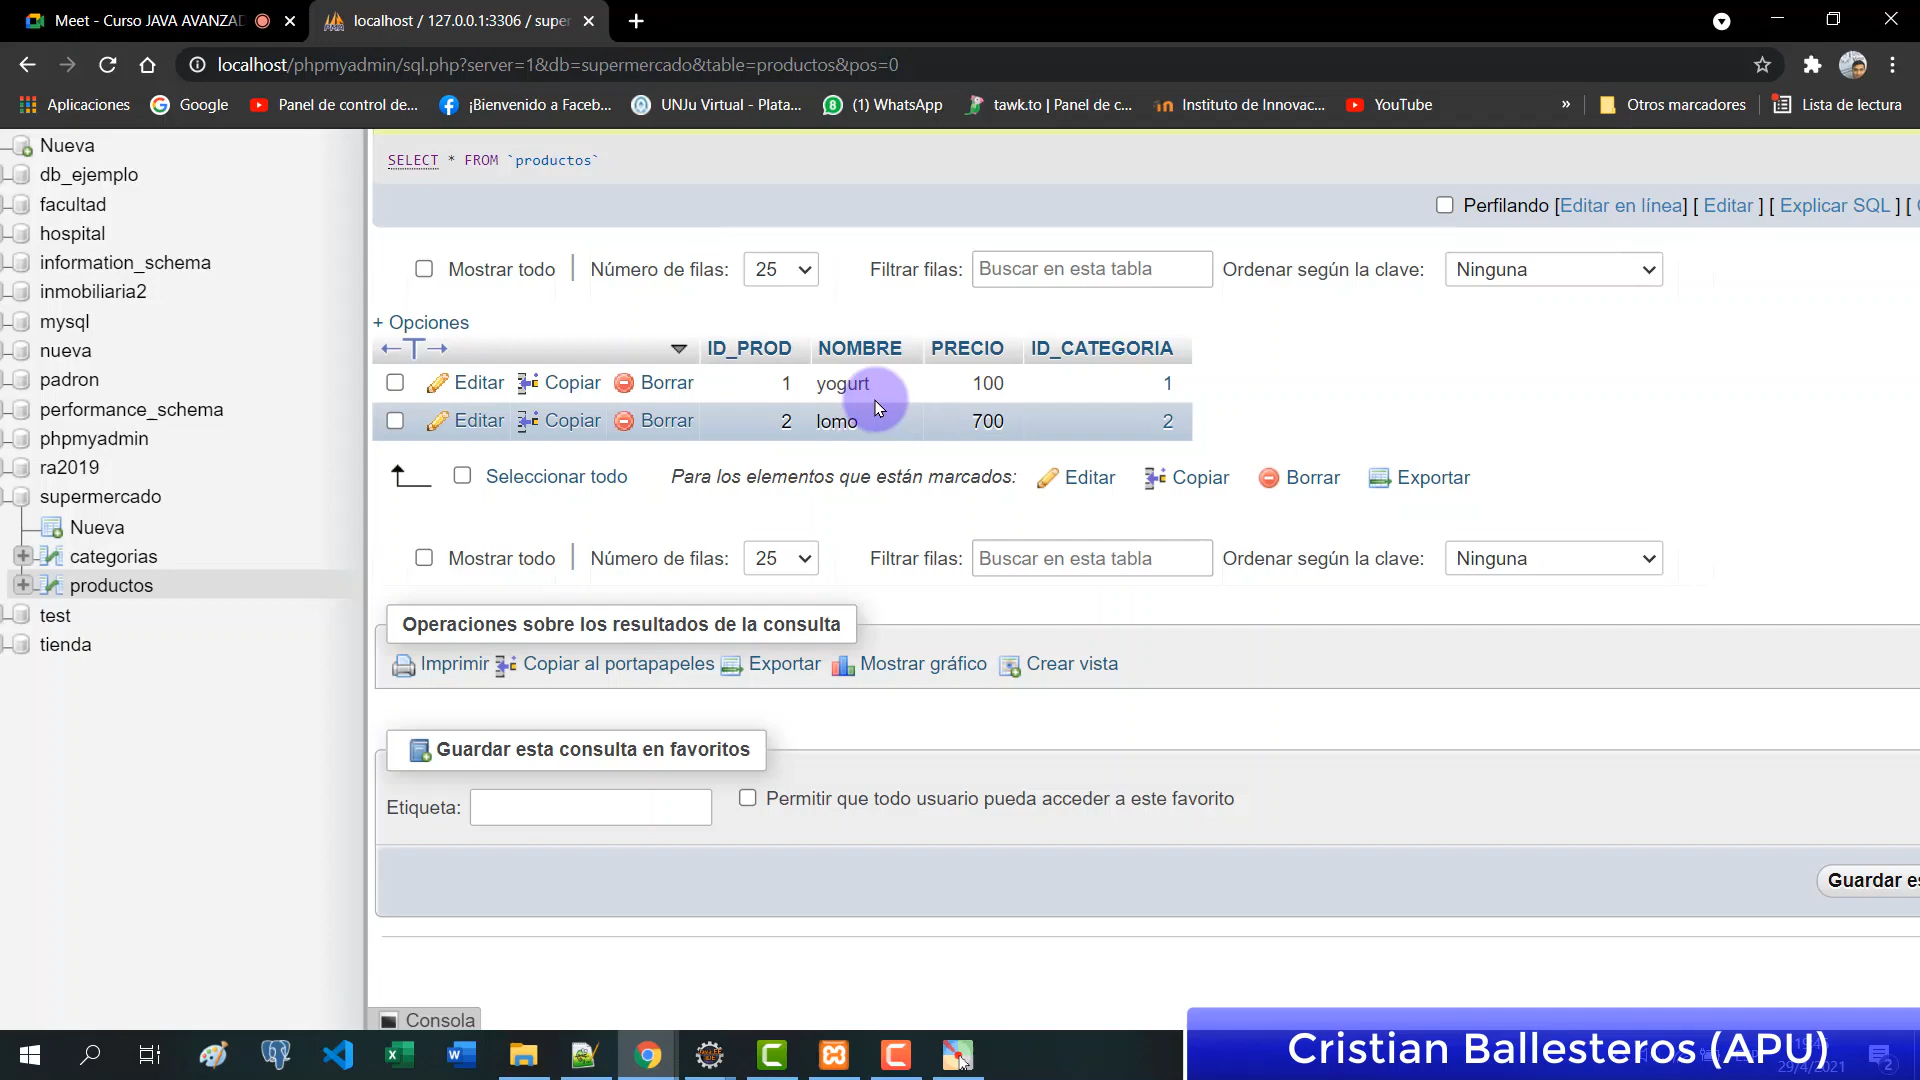 Meet - Curso JAVA AVANZAD
localhost / 127.0.0.1:3306 / super
localhost/phpmyadmin/sql.php?server=1&db=supermercado&table=productos&pos=0
Aplicaciones
Google
Panel de control de...
¡Bienvenido a Faceb...
UNJu Virtual - Plata...
(1) WhatsApp
tawk.to | Panel de c...
Instituto de Innovac...
YouTube
»
Otros marcadores
Lista de lectura
Nueva
db_ejemplo
facultad
hospital
information_schema
inmobiliaria2
mysql
nueva
padron
performance_schema
phpmyadmin
ra2019
supermercado
Nueva
categorias
productos
test
tienda
SELECT * FROM `productos`
Perfilando [Editar en línea] [ Editar ] [ Explicar SQL ] [
Mostrar todo | Número de filas: 25 Filtrar filas: Buscar en esta tabla Ordenar según la clave: Ninguna
+ Opciones
←T→ ID_PROD NOMBRE PRECIO ID_CATEGORIA
Editar Copiar Borrar 1 yogurt 100 1
Editar Copiar Borrar 2 lomo 700 2
Seleccionar todo Para los elementos que están marcados: Editar Copiar Borrar Exportar
Mostrar todo | Número de filas: 25 Filtrar filas: Buscar en esta tabla Ordenar según la clave: Ninguna
Operaciones sobre los resultados de la consulta
Imprimir Copiar al portapapeles Exportar Mostrar gráfico Crear vista
Guardar esta consulta en favoritos
Etiqueta: Permitir que todo usuario pueda acceder a este favorito
Guardar es
Consola
Cristian Ballesteros (APU)
29/4/2021
2